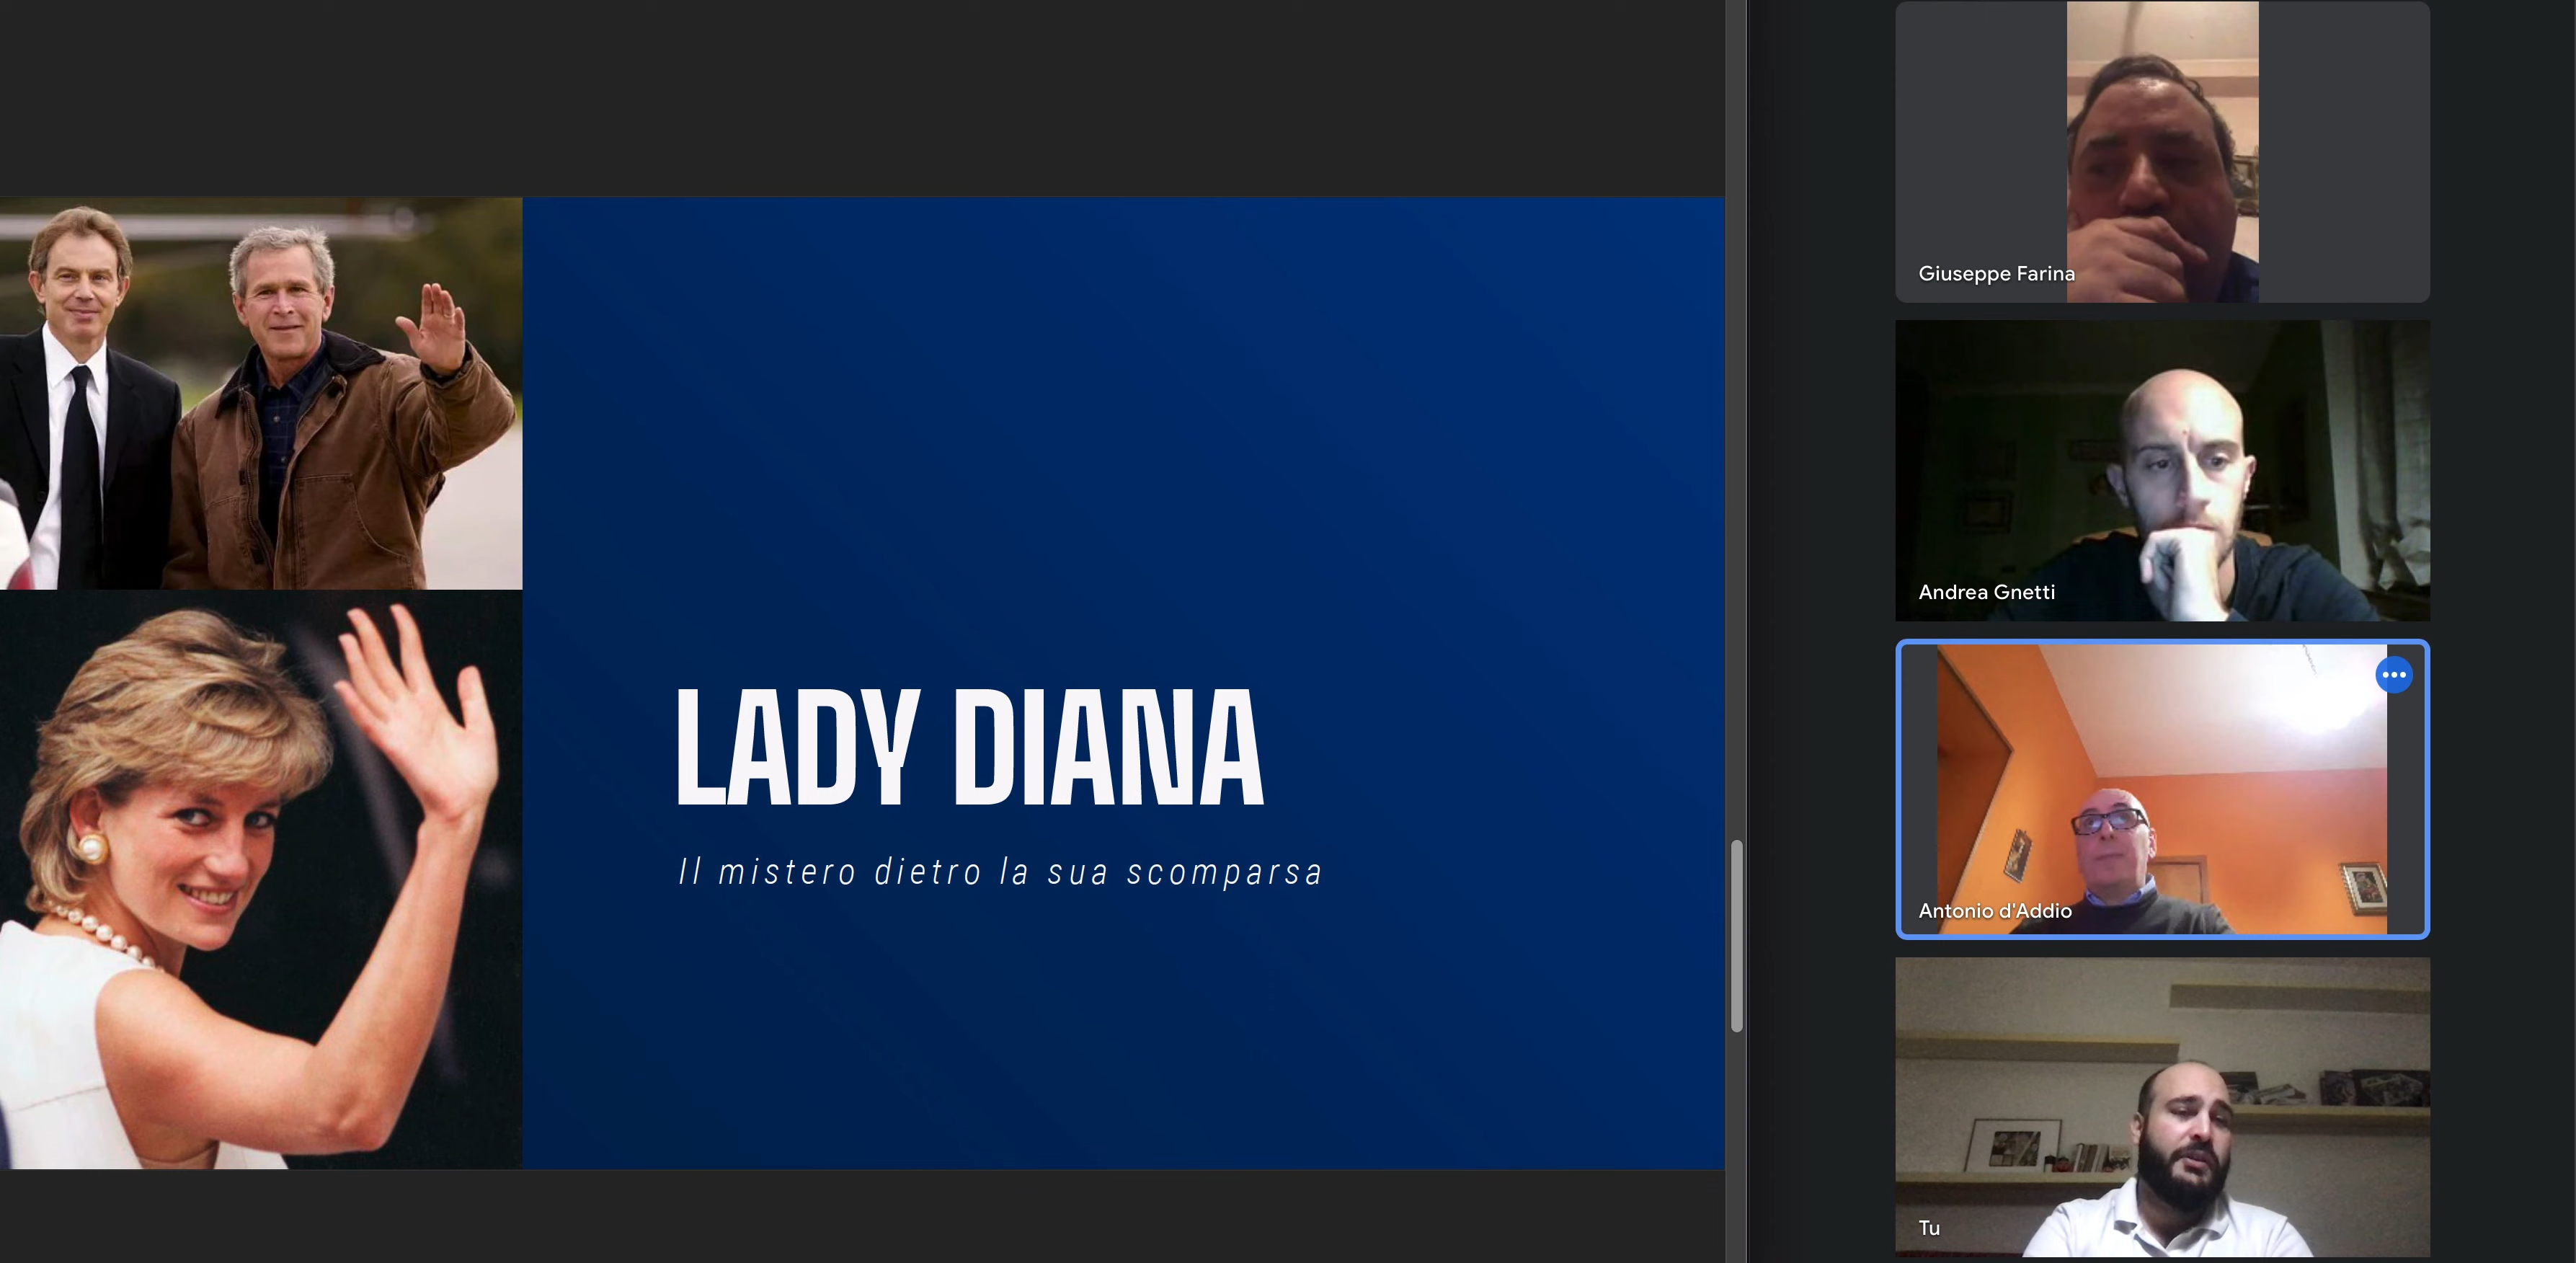 LADY DIANA
Il mistero dietro la sua scomparsa
Giuseppe Farina
Andrea Gnetti
Antonio d'Addio
Tu